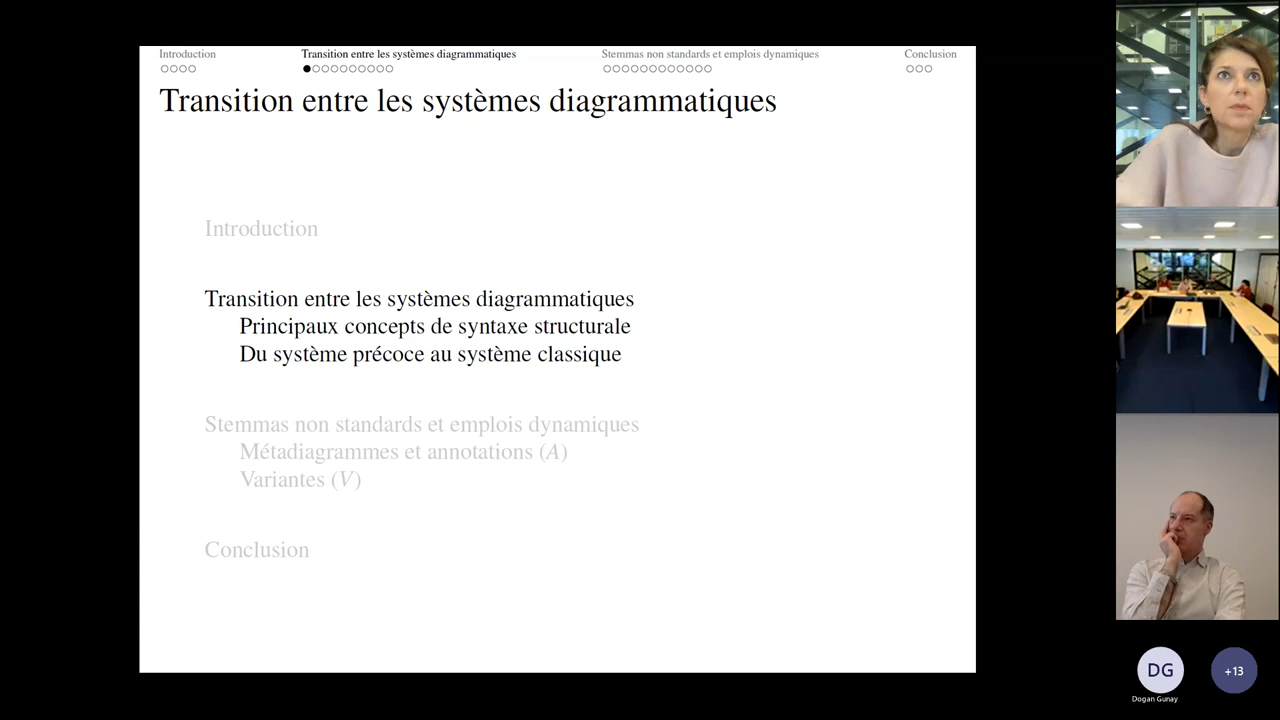 Introduction
Transition entre les systèmes diagrammatiques
Stemmas non standards et emplois dynamiques
Conclusion
Transition entre les systèmes diagrammatiques
Introduction
Transition entre les systèmes diagrammatiques
Principaux concepts de syntaxe structurale
Du système précoce au système classique
Stemmas non standards et emplois dynamiques
Métadiagrammes et annotations (A)
Variantes (V)
Conclusion
DG
+13
Dogan Gunay